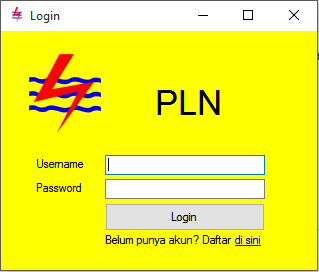 Login
PLN
Username
Password
Login
Belum punya akun? Daftar di sini